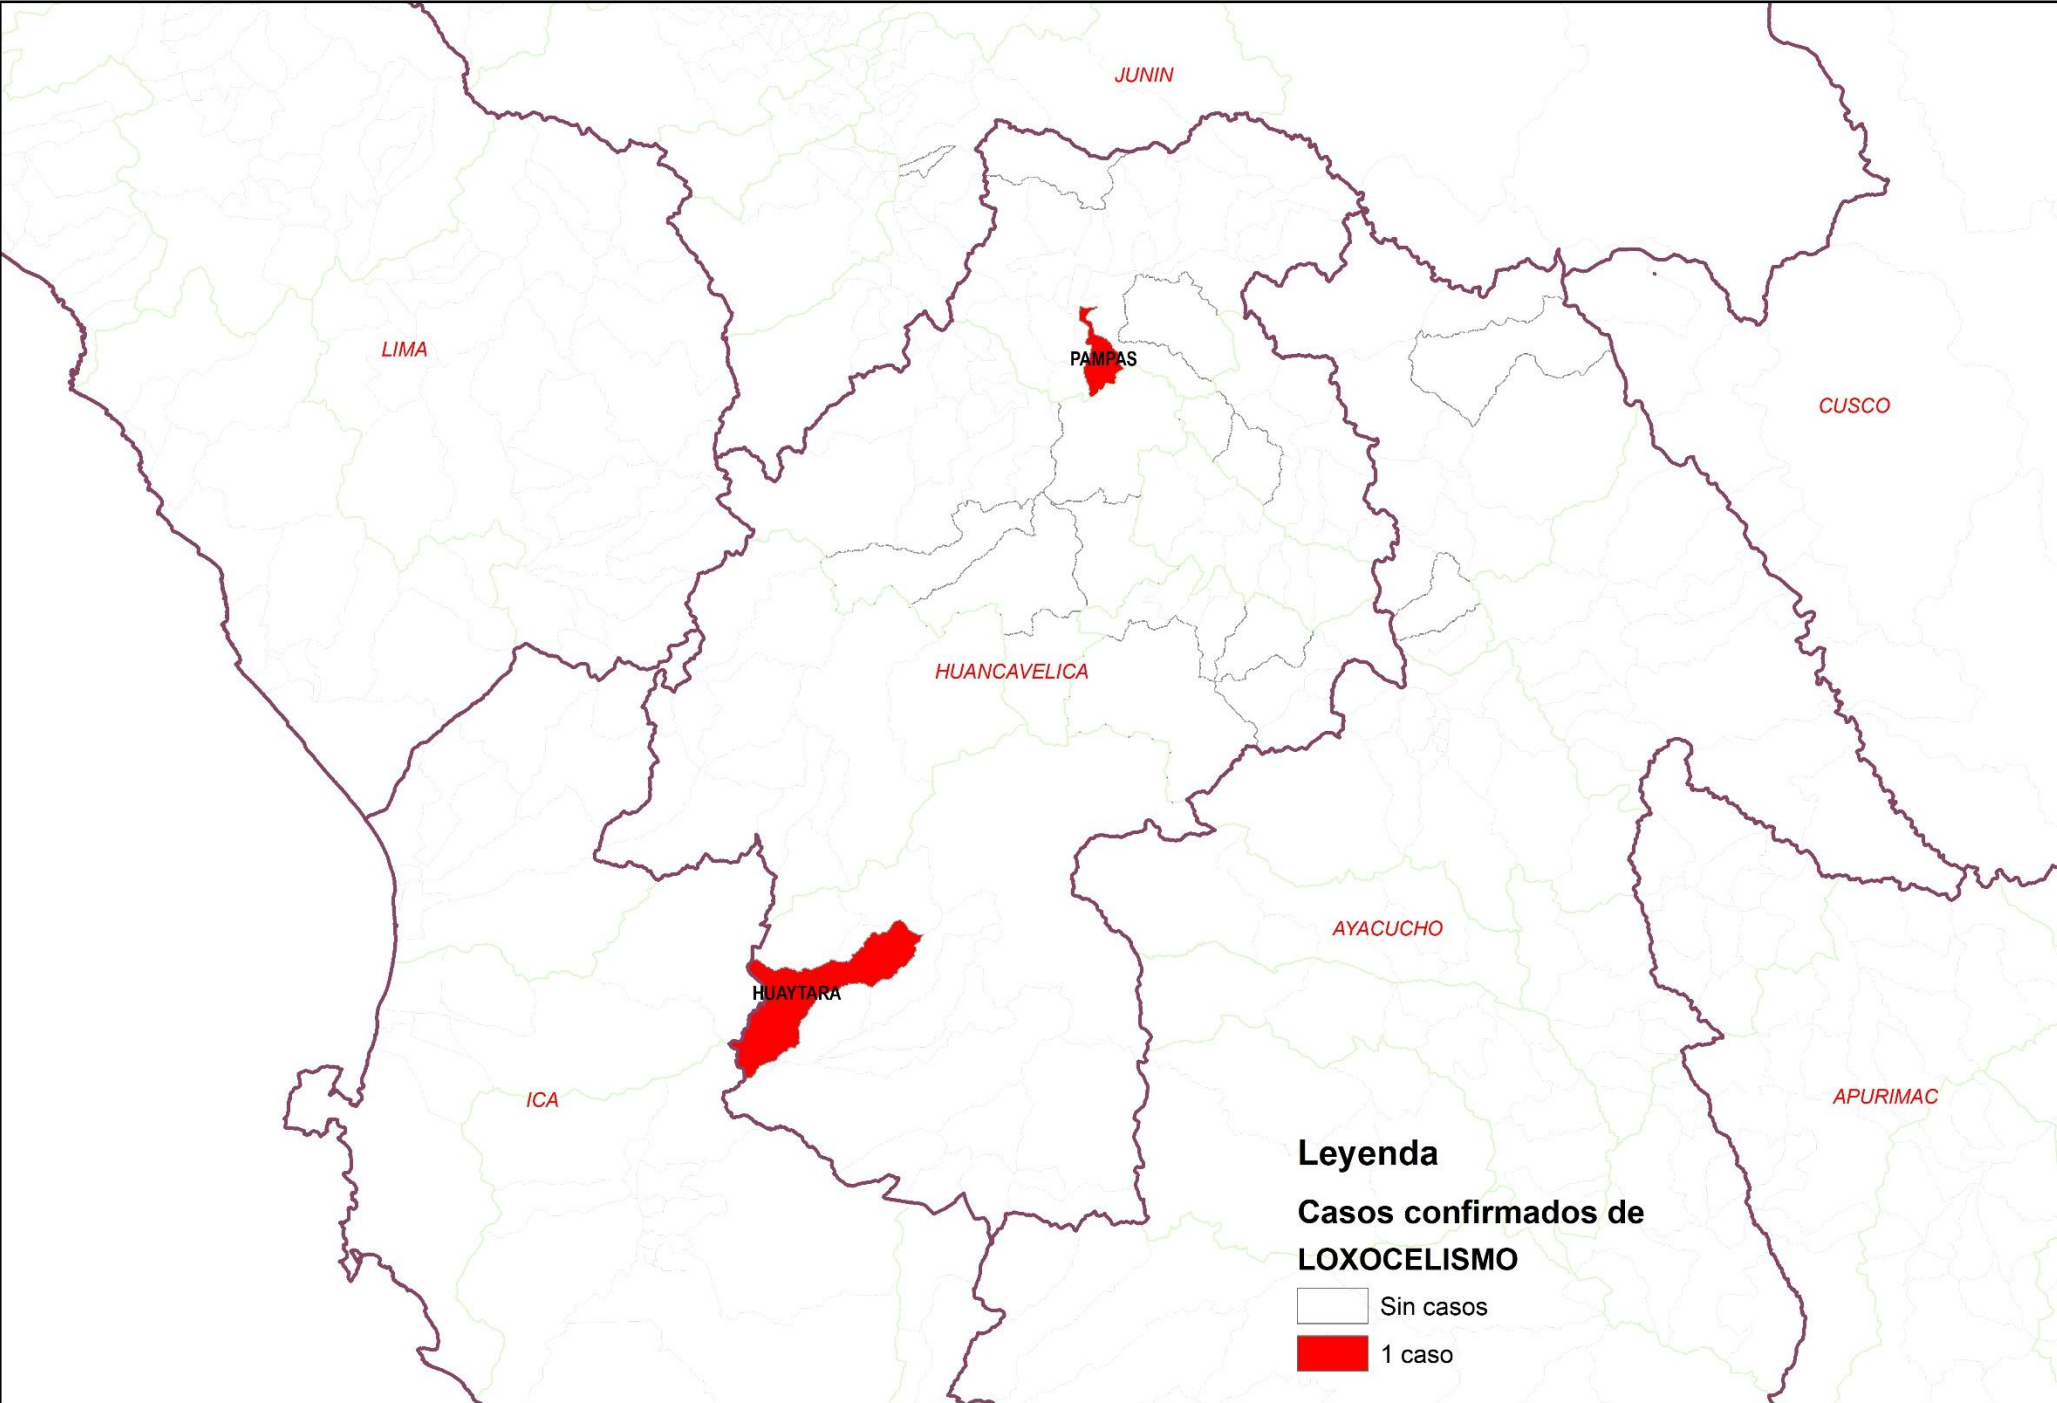 JUNIN
LIMA
PAMPAS
CUSCO
HUANCAVELICA
AYACUCHO
HUAYTARA
ICA
APURIMAC
Leyenda
Casos confirmados de
LOXOCELISMO
Sin casos
1 caso